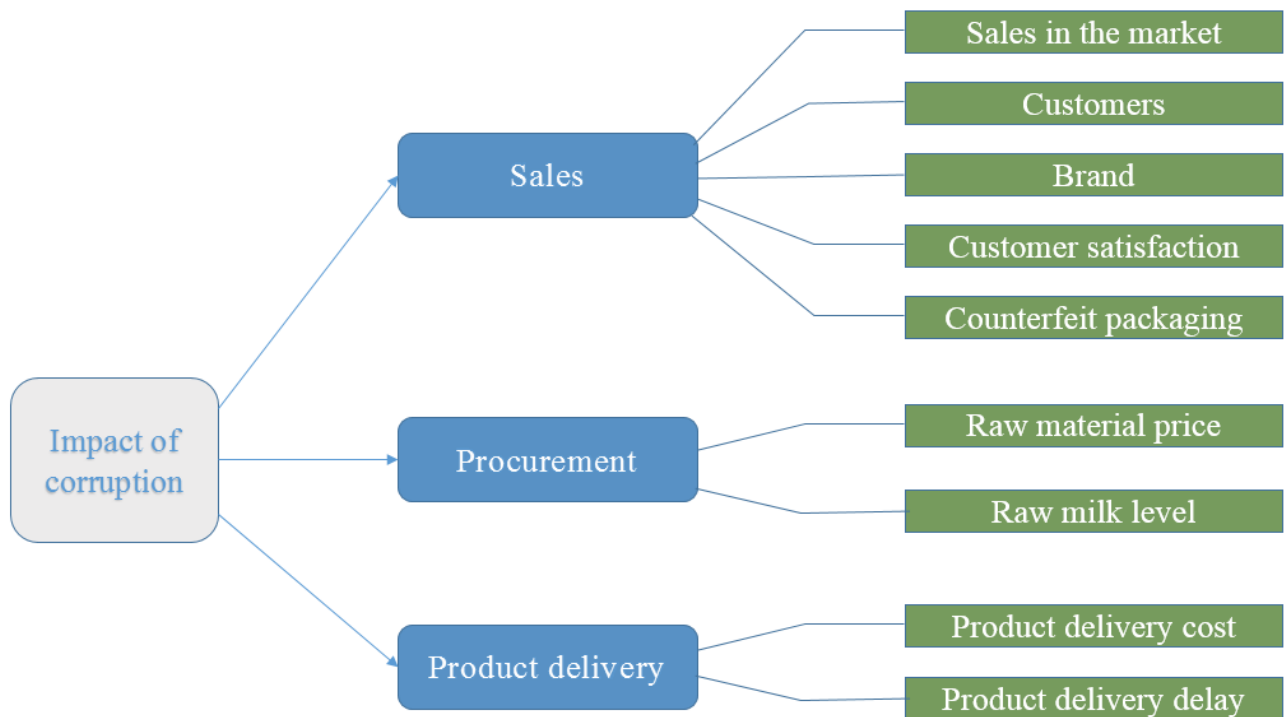 Sales in the market
Customers
Sales
Brand
Customer satisfaction
Counterfeit packaging
Impact of
corruption
Procurement
Raw material price
Raw milk level
Product delivery
Product delivery cost
Product delivery delay